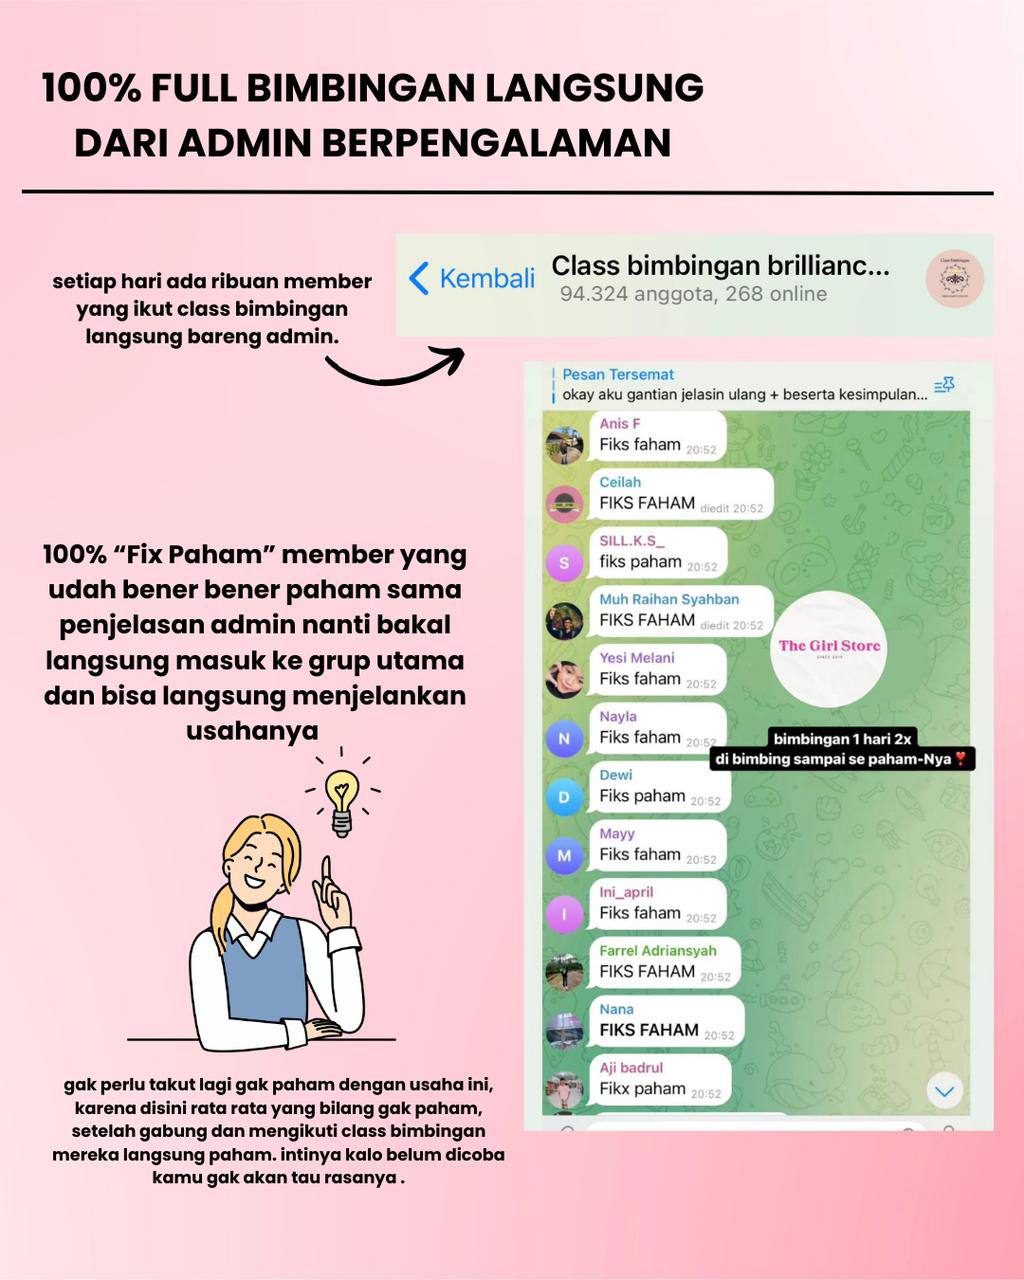 100% FULL BIMBINGAN LANGSUNG
DARI ADMIN BERPENGALAMAN
setiap hari ada ribuan member
yang ikut class bimbingan
langsung bareng admin.
Kembali
Class bimbingan brillianc...
94.324 anggota, 268 online
Pesan Tersemat
okay aku gantian jelasin ulang + beserta kesimpulan...
Anis F
Fiks faham 20:52
Ceilah
FIKS FAHAM diedit 20:52
SILL.K.S_
S
fiks paham 20:52
Muh Raihan Syahban
FIKS FAHAM diedit 20:52
Yesi Melani
Fiks faham 20:52
Nayla
N
Fiks faham 20:52
Dewi
D
Fiks paham 20:52
Mayy
M
Fiks faham 20:52
Ini_april
I
Fiks faham 20:52
Farrel Adriansyah
FIKS FAHAM 20:52
Nana
FIKS FAHAM 20:52
Aji badrul
Fikx paham 20:52
The Girl Store
SINCE 2019
bimbingan 1 hari 2x
di bimbing sampai se paham-Nya
100% “Fix Paham” member yang
udah bener bener paham sama
penjelasan admin nanti bakal
langsung masuk ke grup utama
dan bisa langsung menjelankan
usahanya
gak perlu takut lagi gak paham dengan usaha ini,
karena disini rata rata yang bilang gak paham,
setelah gabung dan mengikuti class bimbingan
mereka langsung paham. intinya kalo belum dicoba
kamu gak akan tau rasanya .